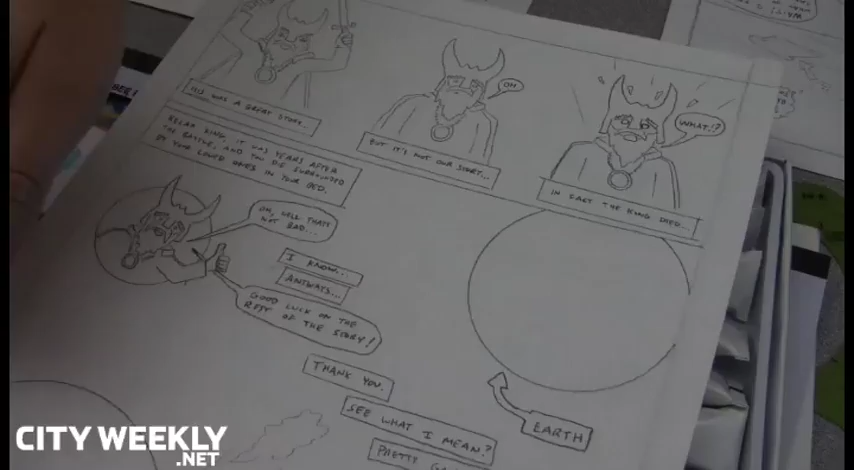 HIS WAS A GREAT STORY...
BUT IT'S NOT OUR STORY...
OH
WHAT!?
IN FACT THE KING DIED...
RELAX KING, IT WAS YEARS AFTER
THE BATTLE, AND YOU DIE SURROUNDED
BY YOUR LOVED ONES IN YOUR BED.
OH, WELL THAT'S
NOT BAD...
I KNOW...
ANYWAYS...
GOOD LUCK ON THE
REST OF THE STORY!
THANK YOU.
SEE WHAT I MEAN?
PRETTY
EARTH
CITY WEEKLY
.NET